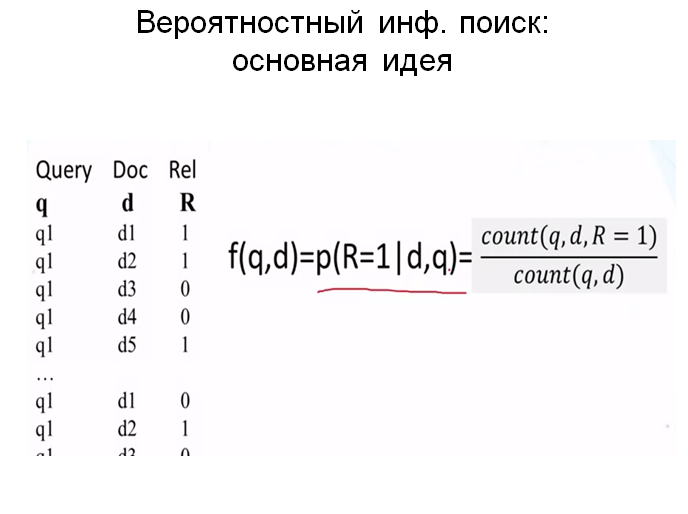 Вероятностный инф. поиск:
основная идея
Query Doc Rel
q d R
q1 d1 1
q1 d2 1
q1 d3 0
q1 d4 0
q1 d5 1
...
q1 d1 0
q1 d2 1
f(q,d)=p(R=1|d,q)= count(q, d, R = 1)
count(q, d)